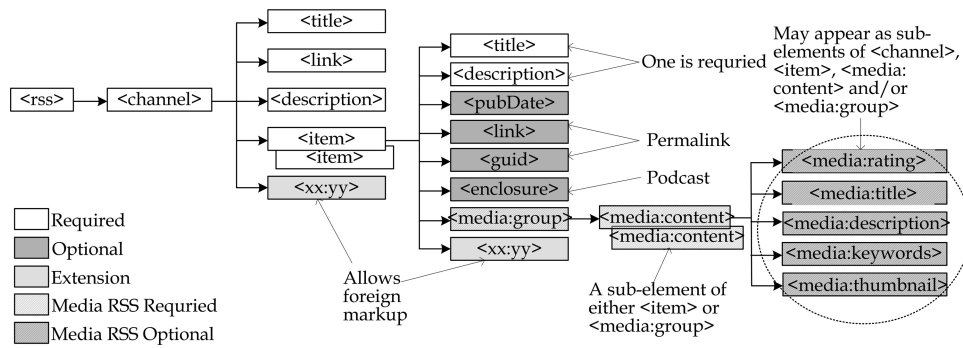 <title>
<link>
<rss>
<channel>
<description>
<item>
<item>
<xx:yy>
<title>
<description>
<pubDate>
<link>
<guid>
<enclosure>
<media:group>
<xx:yy>
One is requried
Permalink
Podcast
May appear as sub-
elements of <channel>,
<item>, <media:
content> and/or
<media:group>
<media:content>
<media:content>
<media:rating>
<media:title>
<media:description>
<media:keywords>
<media:thumbnail>
A sub-element of
either <item> or
<media:group>
Allows
foreign
markup
Required
Optional
Extension
Media RSS Requried
Media RSS Optional